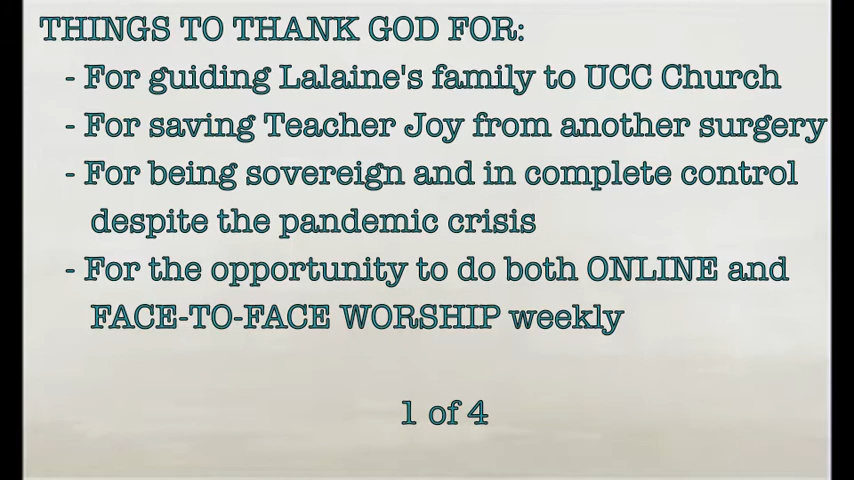 THINGS TO THANK GOD FOR:
- For guiding Lalaine's family to UCC Church
- For saving Teacher Joy from another surgery
- For being sovereign and in complete control
despite the pandemic crisis
- For the opportunity to do both ONLINE and
FACE-TO-FACE WORSHIP weekly
1 of 4